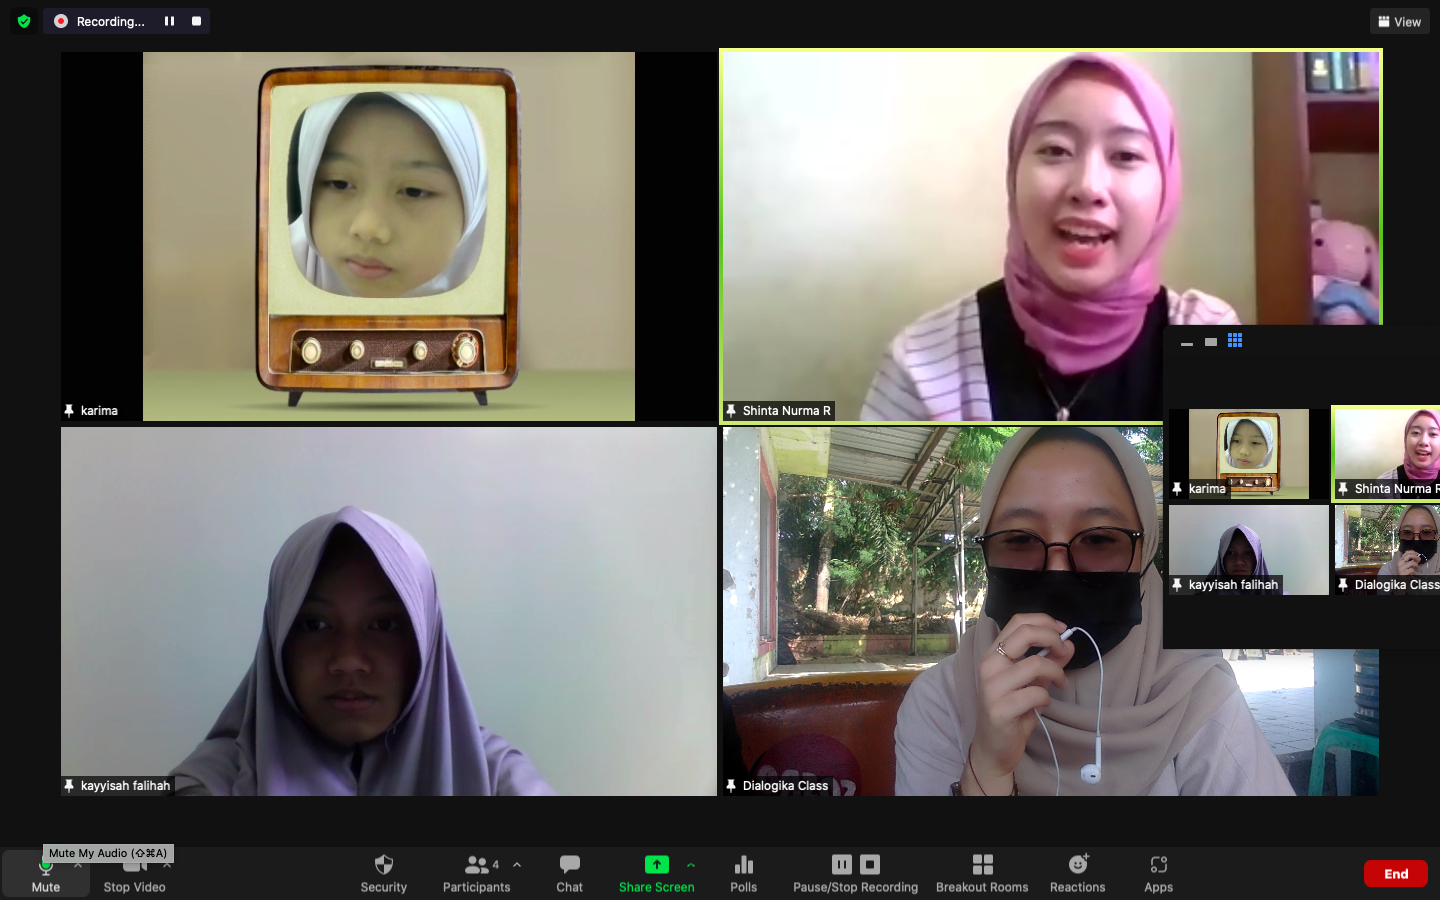 Recording...
View
karima
Shinta Nurma R
karima
Shinta Nurma R
kayyisah falihah
Dialogika Class
kayyisah falihah
Dialogika Class
Mute My Audio (⇧⌘A)
Mute
Stop Video
Security
4
Participants
Chat
Share Screen
Polls
Pause/Stop Recording
Breakout Rooms
Reactions
Apps
End